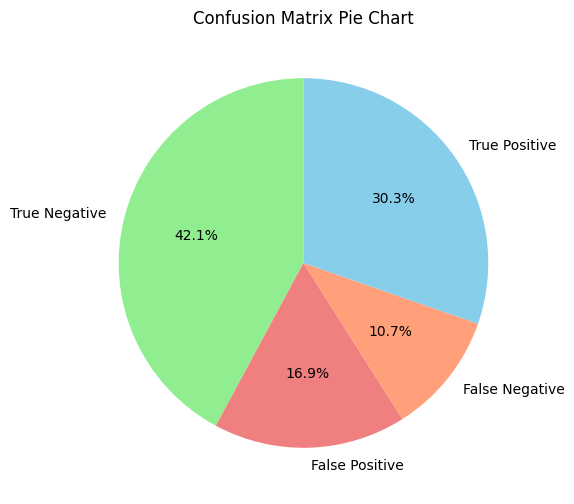 Confusion Matrix Pie Chart
True Positive
30.3%
True Negative
42.1%
10.7%
16.9%
False Negative
False Positive